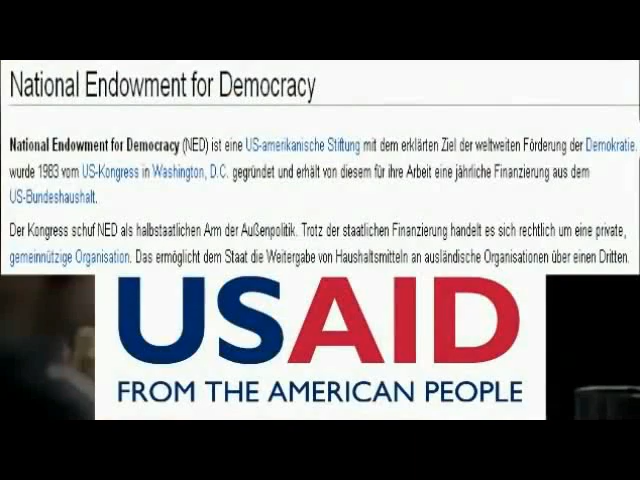 National Endowment for Democracy
National Endowment for Democracy (NED) ist eine US-amerikanische Stiftung mit dem erklärten Ziel der weltweiten Förderung der Demokratie.
wurde 1983 vom US-Kongress in Washington, D.C. gegründet und erhält von diesem für ihre Arbeit eine jährliche Finanzierung aus dem
US-Bundeshaushalt.
Der Kongress schuf NED als halbstaatlichen Arm der Außenpolitik. Trotz der staatlichen Finanzierung handelt es sich rechtlich um eine private,
gemeinnützige Organisation. Das ermöglicht dem Staat die Weitergabe von Haushaltsmitteln an ausländische Organisationen über einen Dritten.
USAID
FROM THE AMERICAN PEOPLE